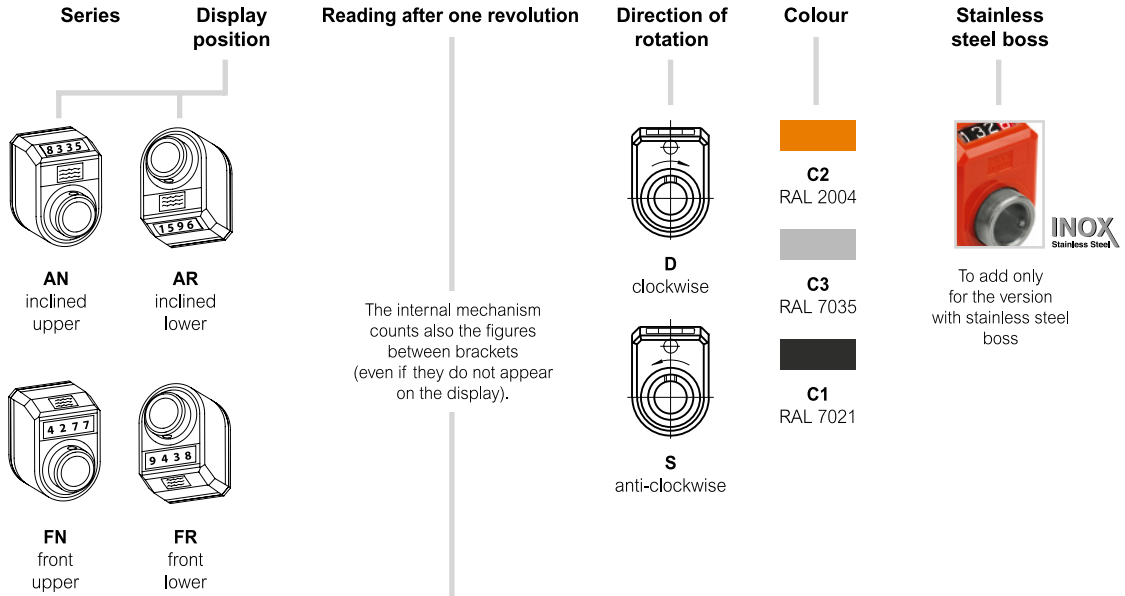 Series
Display
position
Reading after one revolution
Direction of
rotation
Colour
Stainless
steel boss
8335
1596
AN
inclined
upper
AR
inclined
lower
4277
9438
FN
front
upper
FR
front
lower
The internal mechanism
counts also the figures
between brackets
(even if they do not appear
on the display).
D
clockwise
S
anti-clockwise
C2
RAL 2004
C3
RAL 7035
C1
RAL 7021
132
INOX
Stainless Steel
To add only
for the version
with stainless steel
boss